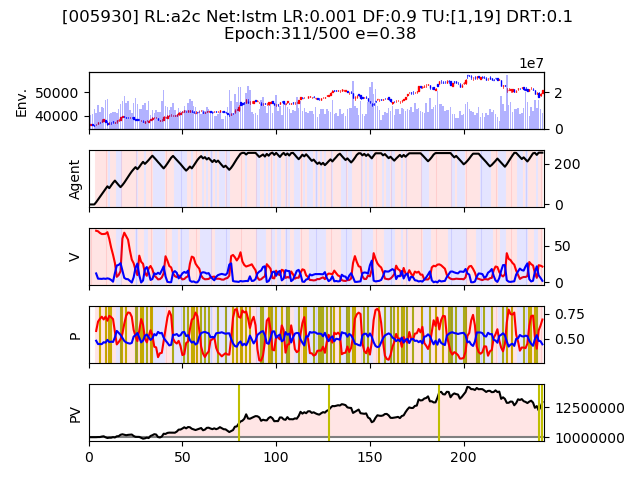 [005930] RL:a2c Net:lstm LR:0.001 DF:0.9 TU:[1,19] DRT:0.1
Epoch:311/500 e=0.38
1e7
Env.
50000
40000
2
0
Agent
200
0
V
50
0
P
0.75
0.50
PV
12500000
10000000
0
50
100
150
200